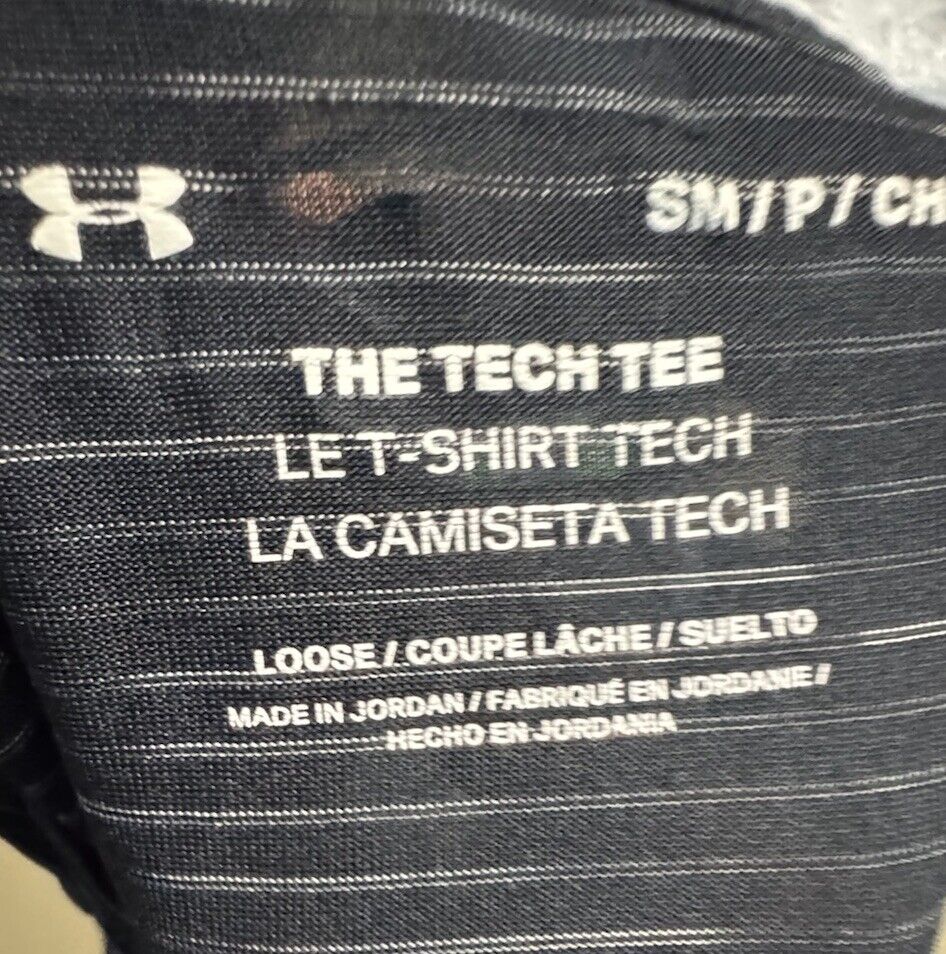 SM/P/CH
THE TECH TEE
LE T-SHIRT TECH
LA CAMISETA TECH
LOOSE / COUPE LÂCHE / SUELTO
MADE IN JORDAN / FABRIQUÉ EN JORDANIE /
HECHO EN JORDANIA